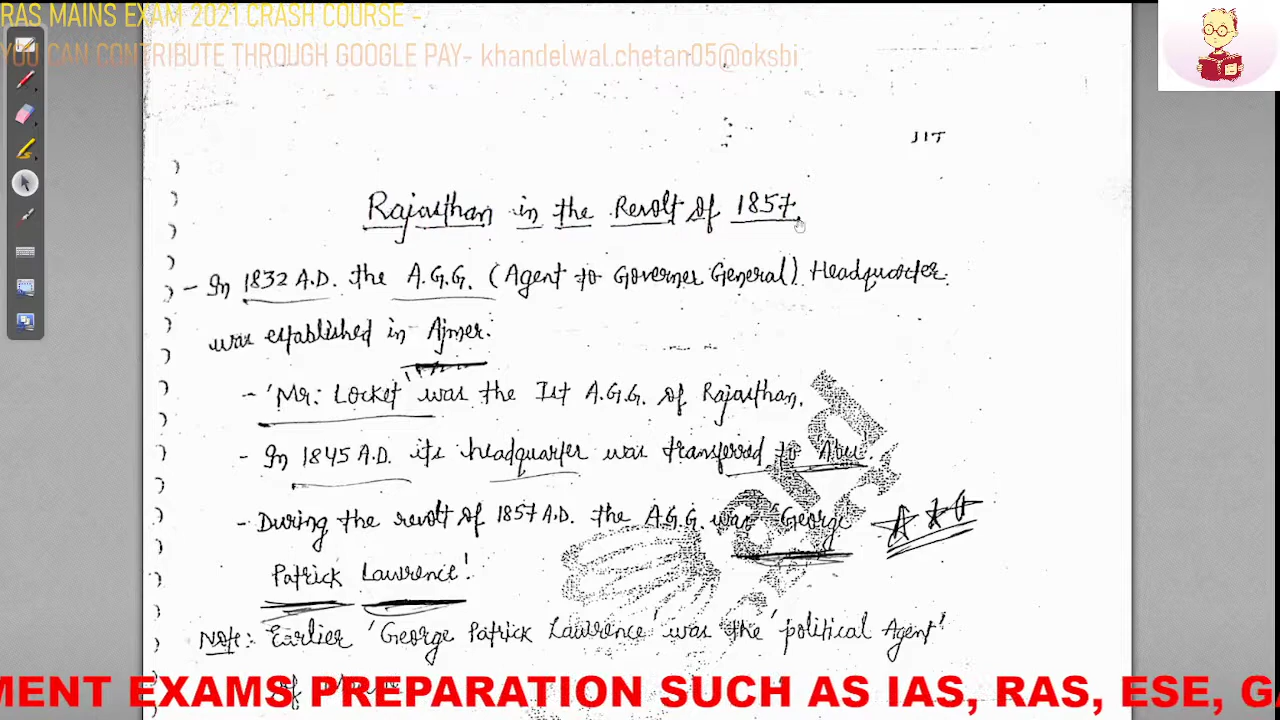 RAS MAINS EXAM 2021 CRASH COURSE -
YOU CAN CONTRIBUTE THROUGH GOOGLE PAY- khandelwal.chetan05@oksbi
Rajasthan in the Revolt of 1857.
- In 1832 A.D. the A.G.G. (Agent to Governer General) Headquarter
was established in Ajmer.
- 'Mr. Locket' was the Ist A.G.G. of Rajasthan.
- In 1845 A.D. its headquarter was transferred to Abu.
- During the revolt of 1857 A.D. the A.G.G. was 'George
Patrick Lawrence'.
Note: Earlier 'George Patrick Lawrence' was the 'political Agent'
of
MENT EXAMS PREPARATION SUCH AS IAS, RAS, ESE, G